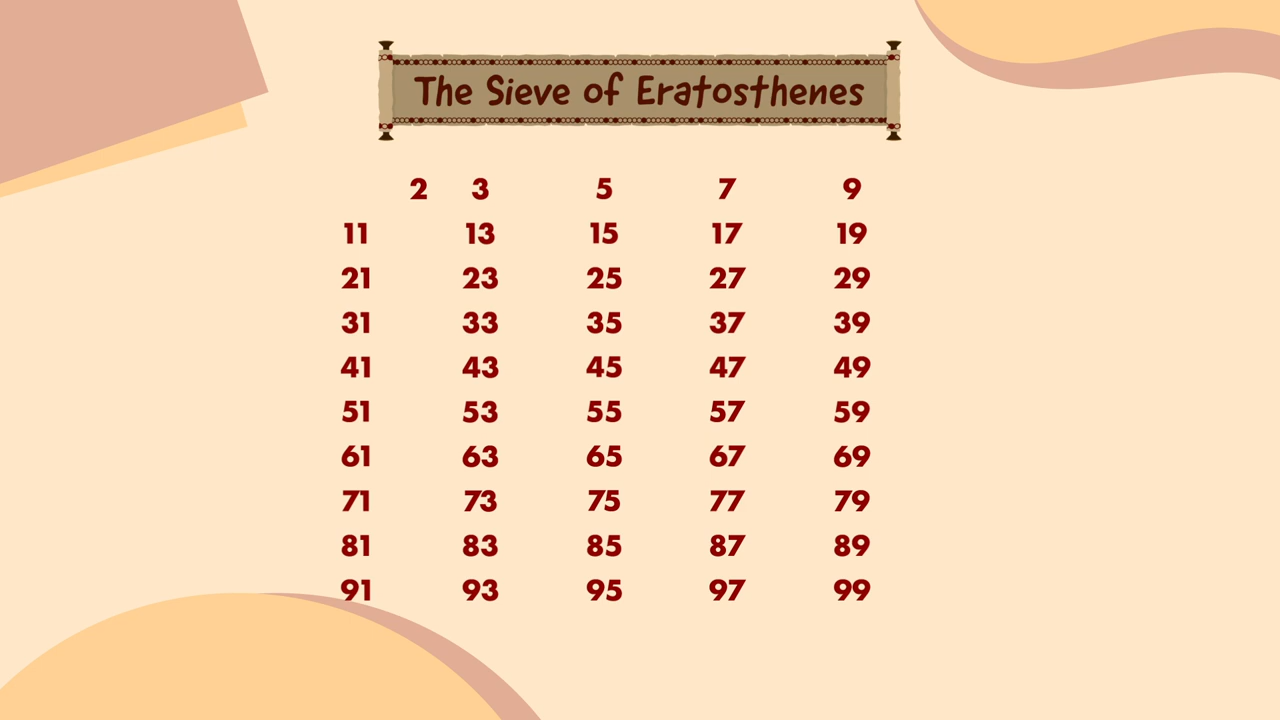 The Sieve of Eratosthenes
2 3 5 7 9
11 13 15 17 19
21 23 25 27 29
31 33 35 37 39
41 43 45 47 49
51 53 55 57 59
61 63 65 67 69
71 73 75 77 79
81 83 85 87 89
91 93 95 97 99